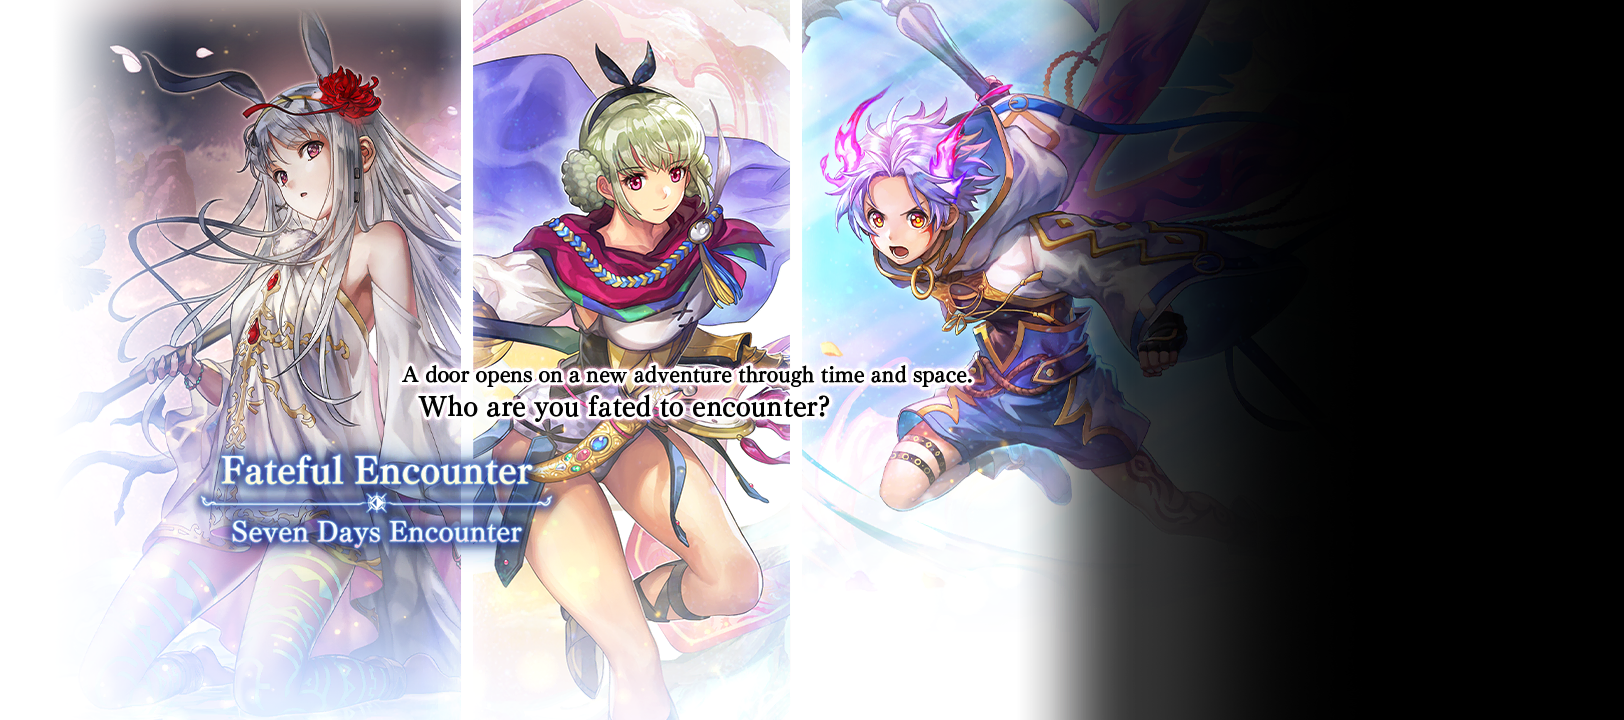 A door opens on a new adventure through time and space.
Who are you fated to encounter?
Fateful Encounter
Seven Days Encounter